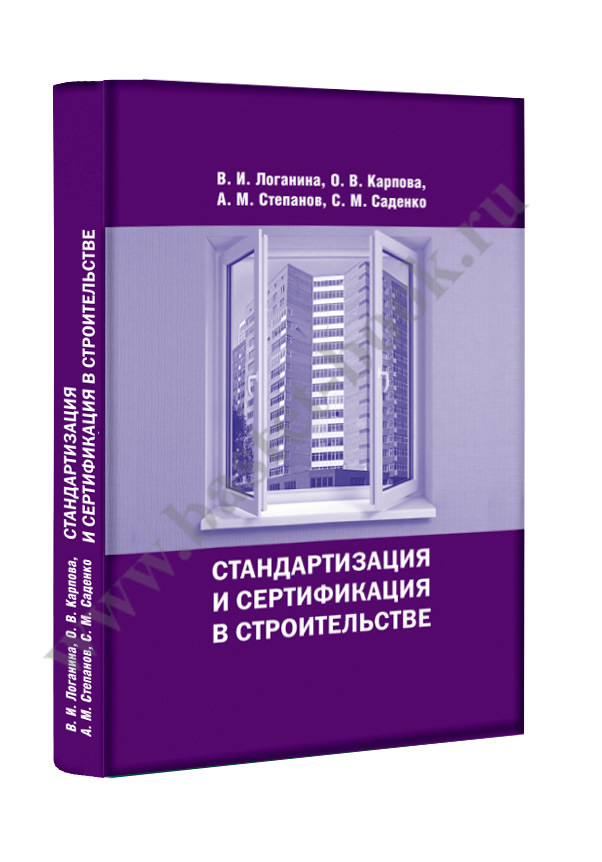 В. И. Логанина, О. В. Карпова,
А. М. Степанов, С. М. Саденко
СТАНДАРТИЗАЦИЯ
И СЕРТИФИКАЦИЯ
В СТРОИТЕЛЬСТВЕ
В. И. Логанина, О. В. Карпова,
А. М. Степанов, С. М. Саденко
СТАНДАРТИЗАЦИЯ
И СЕРТИФИКАЦИЯ В СТРОИТЕЛЬСТВЕ